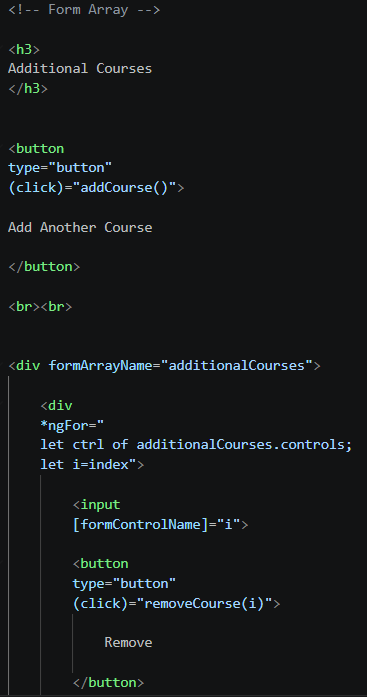 <!-- Form Array -->
<h3>
Additional Courses
</h3>
<button
type="button"
(click)="addCourse()">
Add Another Course
</button>
<br><br>
<div formArrayName="additionalCourses">
<div
*ngFor="
let ctrl of additionalCourses.controls;
let i=index">
<input
[formControlName]="i">
<button
type="button"
(click)="removeCourse(i)">
Remove
</button>